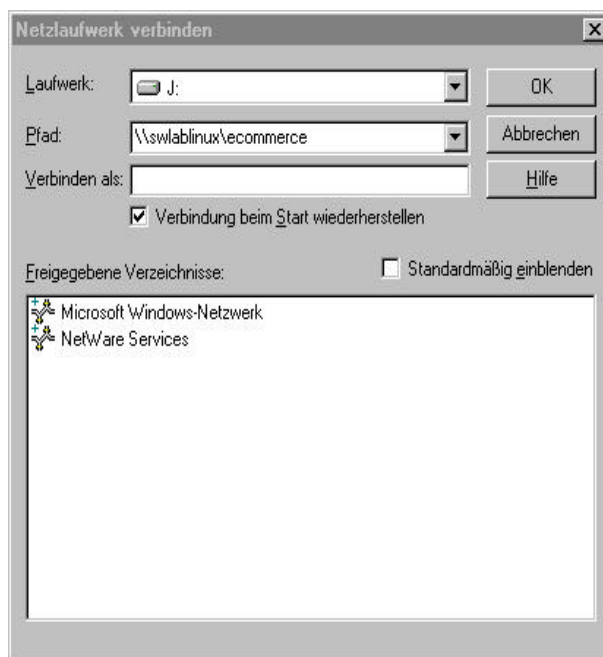 Netzlaufwerk verbinden
Laufwerk: J: OK
Pfad: \\swlablinux\ecommerce Abbrechen
Verbinden als: Hilfe
Verbindung beim Start wiederherstellen
Freigegebene Verzeichnisse: Standardmäßig einblenden
Microsoft Windows-Netzwerk
NetWare Services